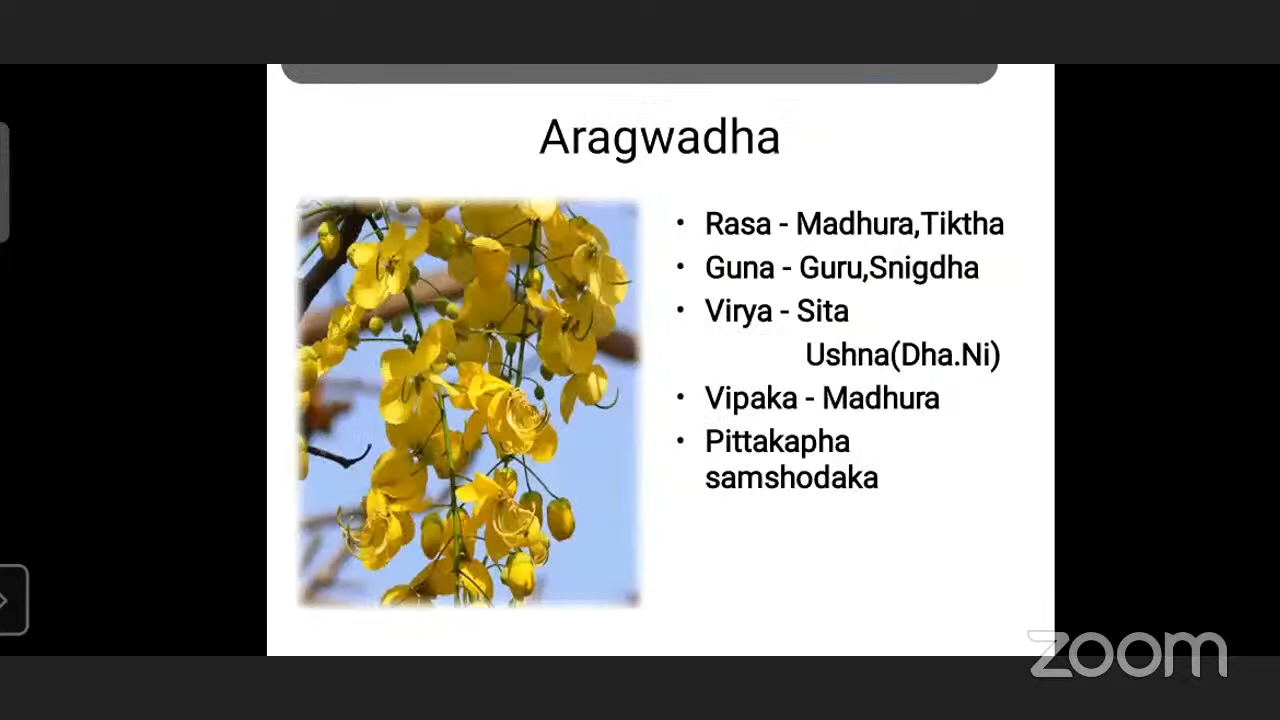 Aragwadha
• Rasa - Madhura,Tiktha
• Guna - Guru,Snigdha
• Virya - Sita
Ushna(Dha.Ni)
• Vipaka - Madhura
• Pittakapha
samshodaka
zoom